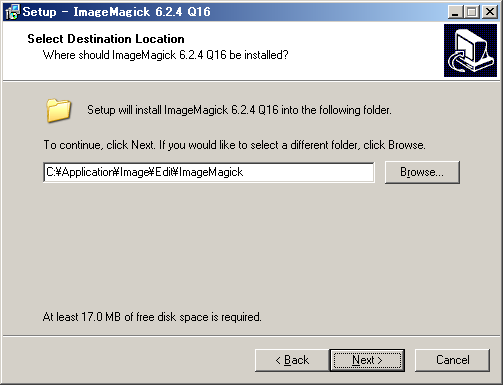 Setup - ImageMagick 6.2.4 Q16
Select Destination Location
Where should ImageMagick 6.2.4 Q16 be installed?
Setup will install ImageMagick 6.2.4 Q16 into the following folder.
To continue, click Next. If you would like to select a different folder, click Browse.
C:¥Application¥Image¥Edit¥ImageMagick
Browse...
At least 17.0 MB of free disk space is required.
< Back
Next >
Cancel